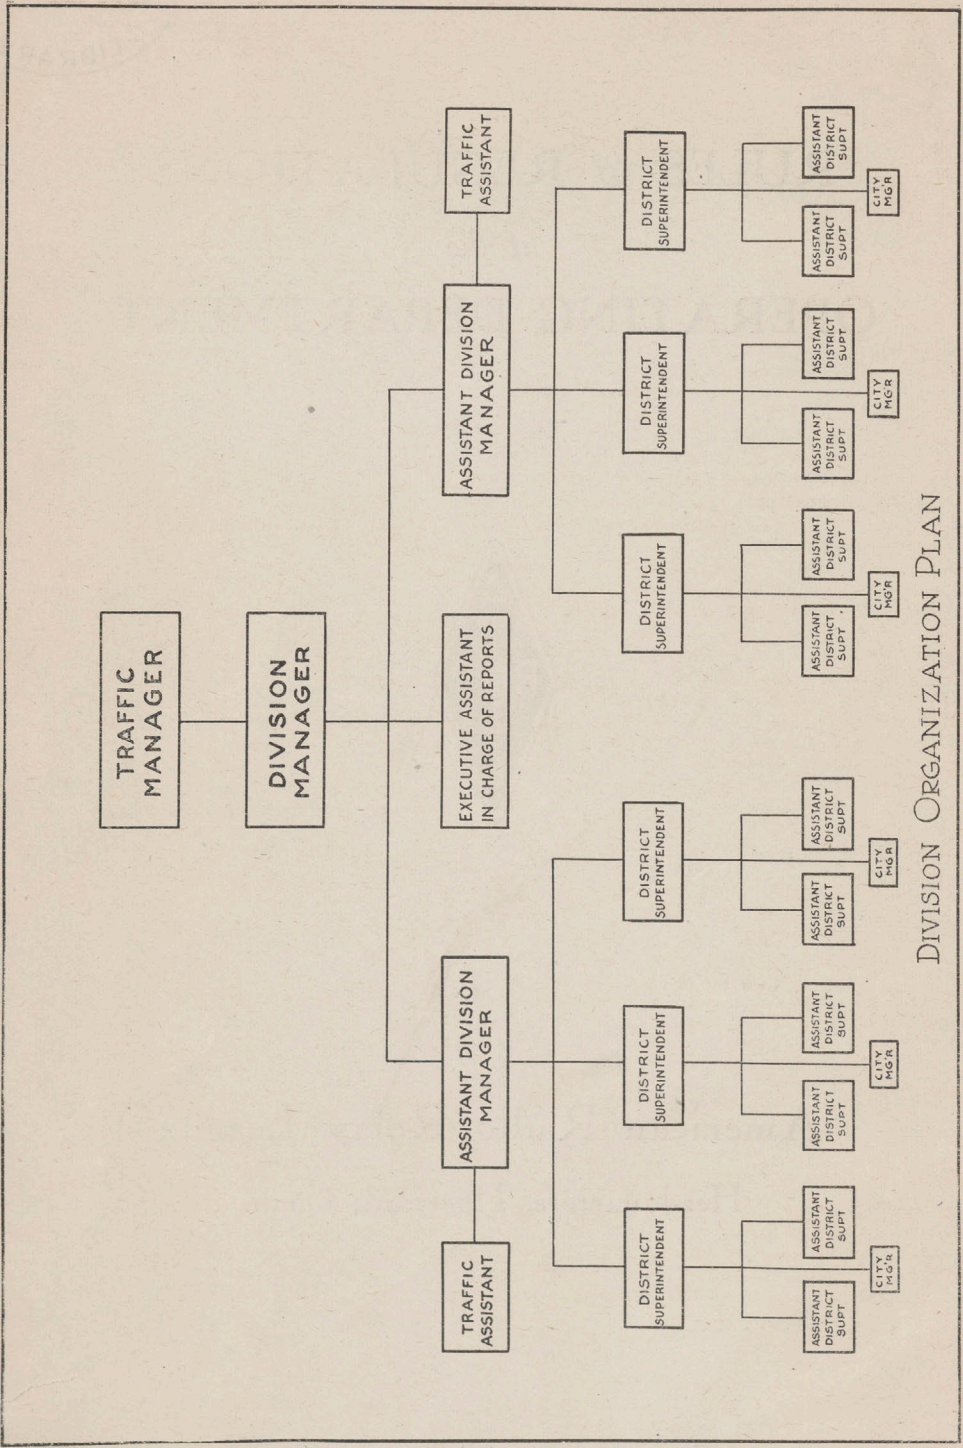 TRAFFIC
MANAGER
DIVISION
MANAGER
TRAFFIC
ASSISTANT
ASSISTANT DIVISION
MANAGER
EXECUTIVE ASSISTANT
IN CHARGE OF REPORTS
ASSISTANT DIVISION
MANAGER
TRAFFIC
ASSISTANT
DISTRICT
SUPERINTENDENT
DISTRICT
SUPERINTENDENT
DISTRICT
SUPERINTENDENT
DISTRICT
SUPERINTENDENT
DISTRICT
SUPERINTENDENT
DISTRICT
SUPERINTENDENT
ASSISTANT
DISTRICT
SUPT
ASSISTANT
DISTRICT
SUPT
ASSISTANT
DISTRICT
SUPT
ASSISTANT
DISTRICT
SUPT
ASSISTANT
DISTRICT
SUPT
ASSISTANT
DISTRICT
SUPT
ASSISTANT
DISTRICT
SUPT
ASSISTANT
DISTRICT
SUPT
ASSISTANT
DISTRICT
SUPT
ASSISTANT
DISTRICT
SUPT
ASSISTANT
DISTRICT
SUPT
ASSISTANT
DISTRICT
SUPT
CITY
MG'R
CITY
MG'R
CITY
MGR
CITY
MG'R
CITY
MG'R
CITY
MG'R
DIVISION ORGANIZATION PLAN